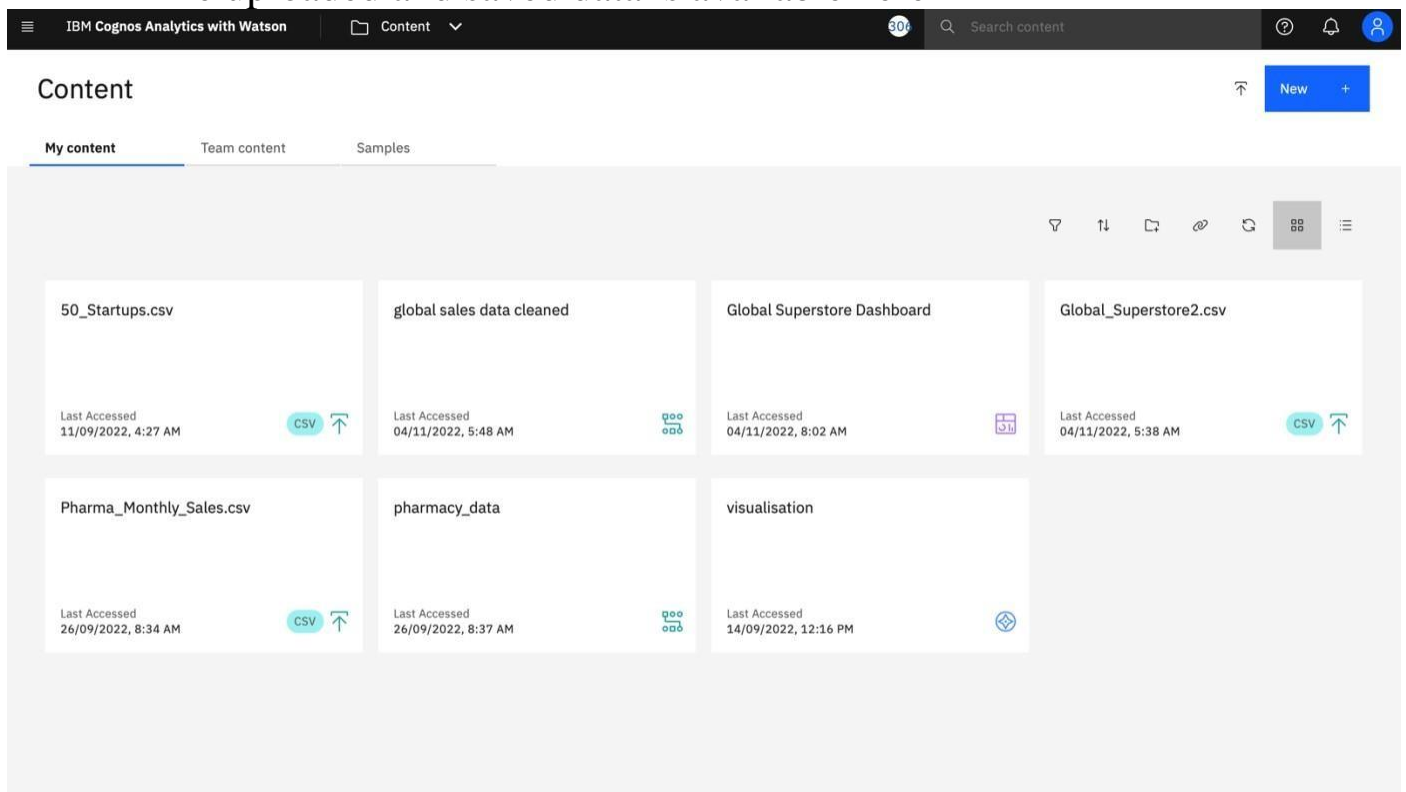 IBM Cognos Analytics with Watson
Content
306
Search content
Content
New +
My content
Team content
Samples
50_Startups.csv
Last Accessed
11/09/2022, 4:27 AM
CSV
global sales data cleaned
Last Accessed
04/11/2022, 5:48 AM
Global Superstore Dashboard
Last Accessed
04/11/2022, 8:02 AM
Global_Superstore2.csv
Last Accessed
04/11/2022, 5:38 AM
CSV
Pharma_Monthly_Sales.csv
Last Accessed
26/09/2022, 8:34 AM
CSV
pharmacy_data
Last Accessed
26/09/2022, 8:37 AM
visualisation
Last Accessed
14/09/2022, 12:16 PM